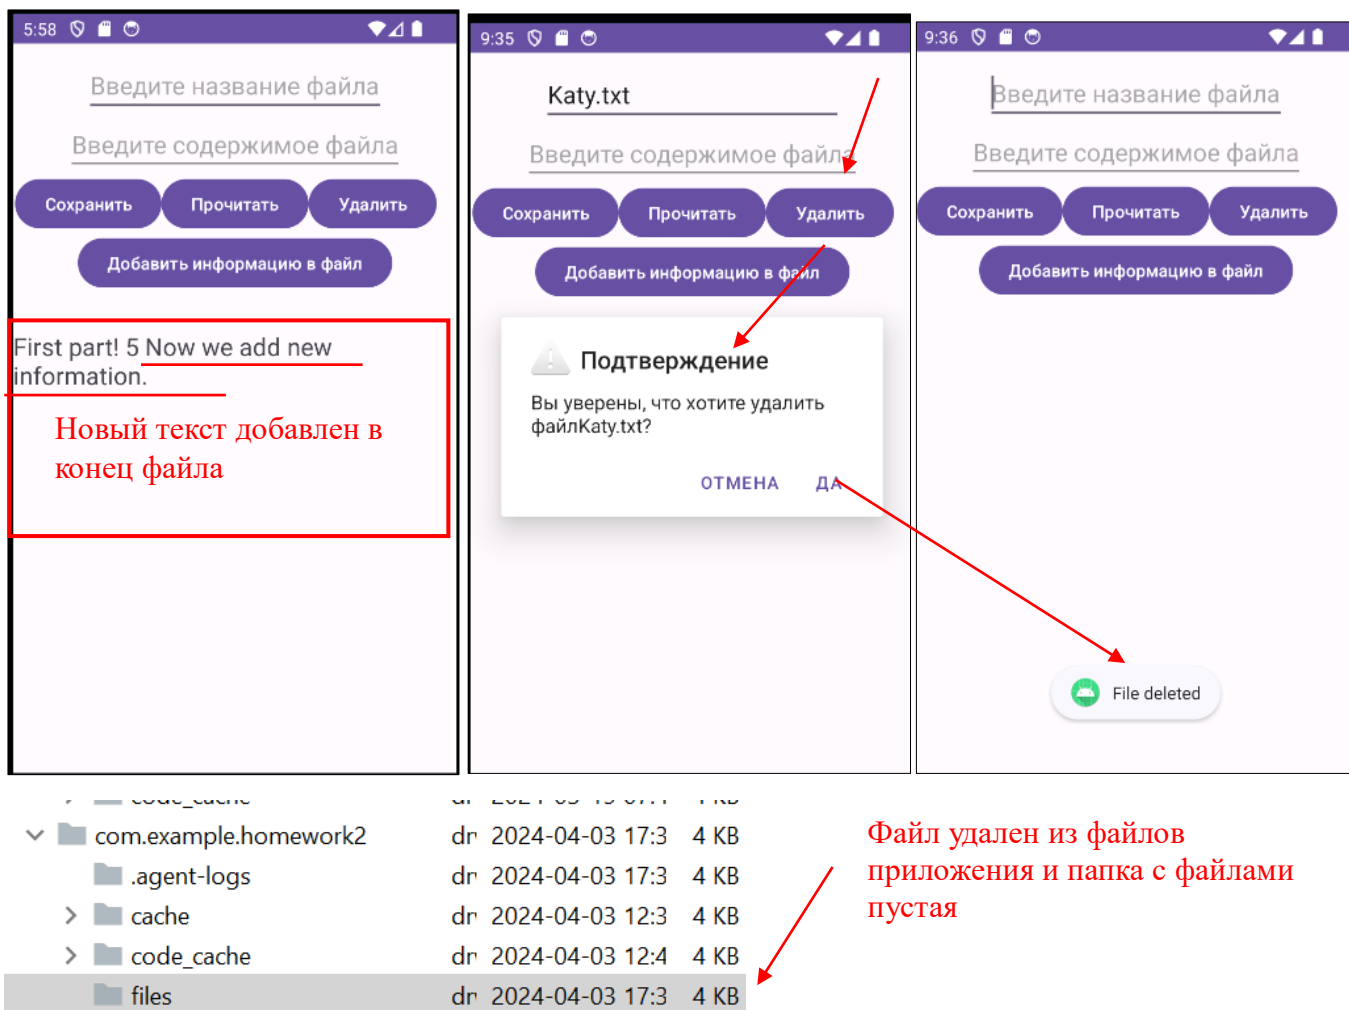 5:58
Введите название файла
Введите содержимое файла
Сохранить Прочитать Удалить
Добавить информацию в файл
First part! 5 Now we add new
information.
Новый текст добавлен в
конец файла
9:35
Katy.txt
Введите содержимое файла
Сохранить Прочитать Удалить
Добавить информацию в файл
Подтверждение
Вы уверены, что хотите удалить
файлKaty.txt?
ОТМЕНА ДА
9:36
Введите название файла
Введите содержимое файла
Сохранить Прочитать Удалить
Добавить информацию в файл
File deleted
code_cache
com.example.homework2 2024-04-03 17:3 4 KB
.agent-logs 2024-04-03 17:3 4 KB
cache 2024-04-03 12:3 4 KB
code_cache 2024-04-03 12:4 4 KB
files 2024-04-03 17:3 4 KB
Файл удален из файлов
приложения и папка с файлами
пустая